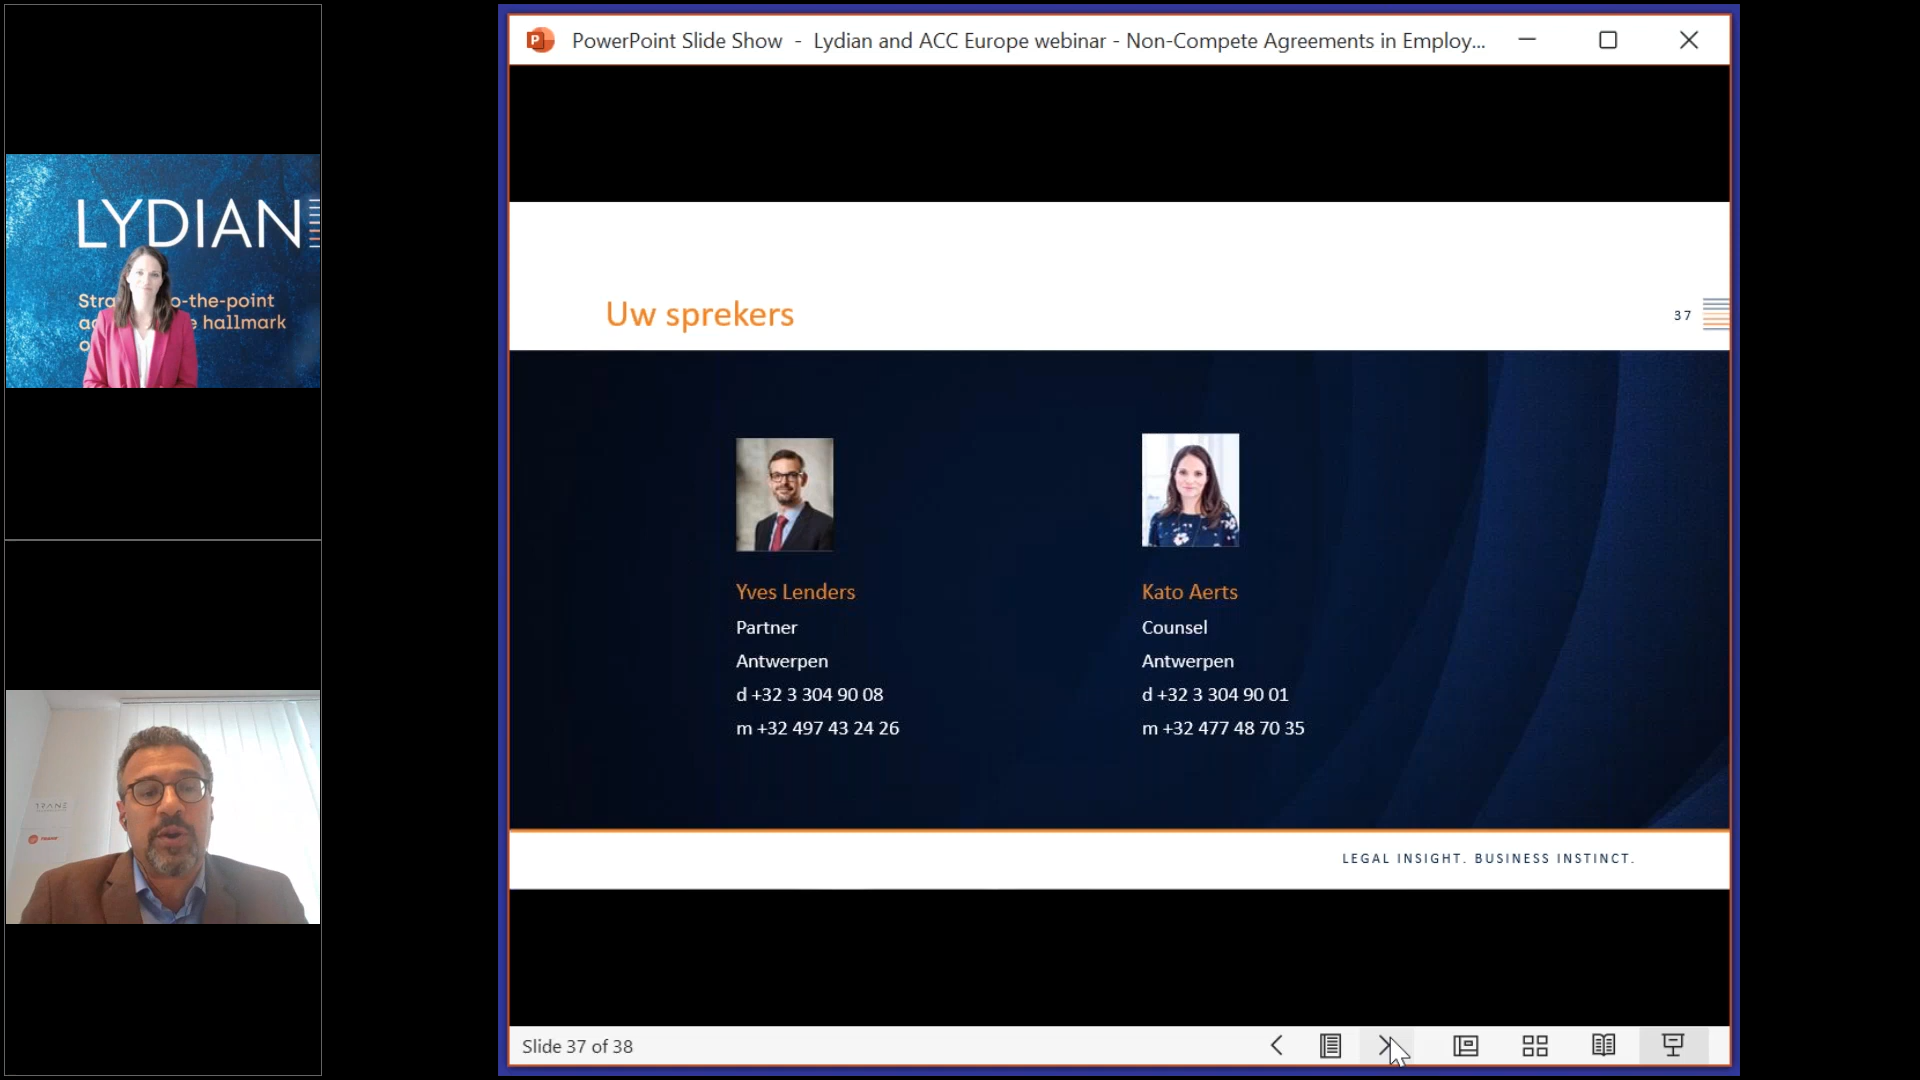 PowerPoint Slide Show - Lydian and ACC Europe webinar - Non-Compete Agreements in Employ...
LYDIAN
o-the-point
hallmark
Uw sprekers
37
Yves Lenders
Partner
Antwerpen
d +32 3 304 90 08
m +32 497 43 24 26
Kato Aerts
Counsel
Antwerpen
d +32 3 304 90 01
m +32 477 48 70 35
LEGAL INSIGHT. BUSINESS INSTINCT.
Slide 37 of 38